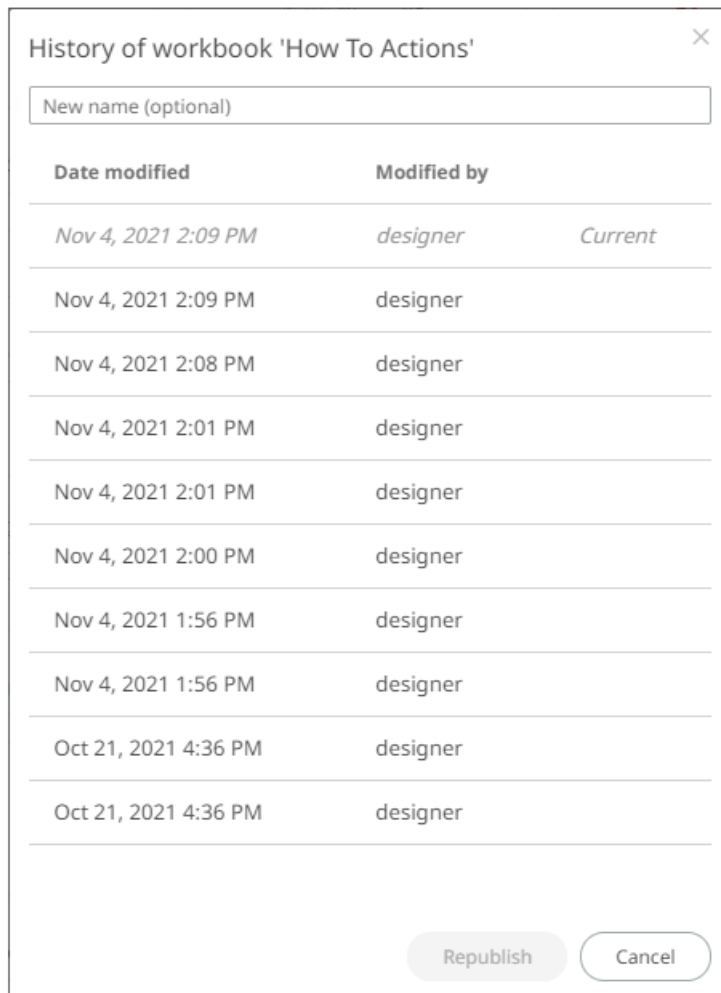 History of workbook 'How To Actions'
New name (optional)
Date modified Modified by
Nov 4, 2021 2:09 PM designer Current
Nov 4, 2021 2:09 PM designer
Nov 4, 2021 2:08 PM designer
Nov 4, 2021 2:01 PM designer
Nov 4, 2021 2:01 PM designer
Nov 4, 2021 2:00 PM designer
Nov 4, 2021 1:56 PM designer
Nov 4, 2021 1:56 PM designer
Oct 21, 2021 4:36 PM designer
Oct 21, 2021 4:36 PM designer
Republish Cancel